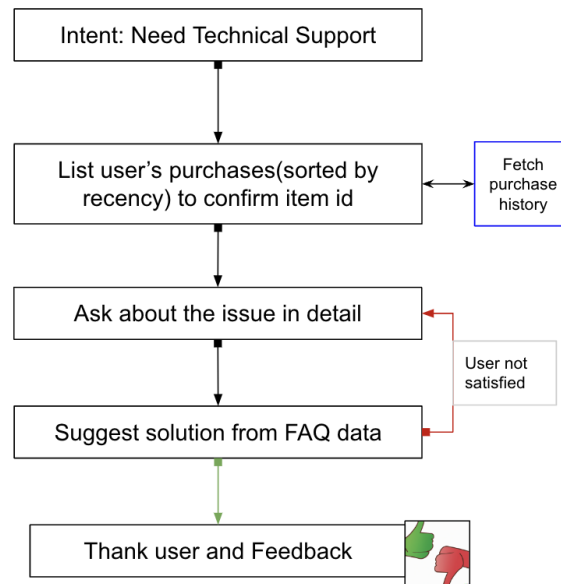 Intent: Need Technical Support
List user’s purchases(sorted by
recency) to confirm item id
Fetch
purchase
history
Ask about the issue in detail
User not
satisfied
Suggest solution from FAQ data
Thank user and Feedback